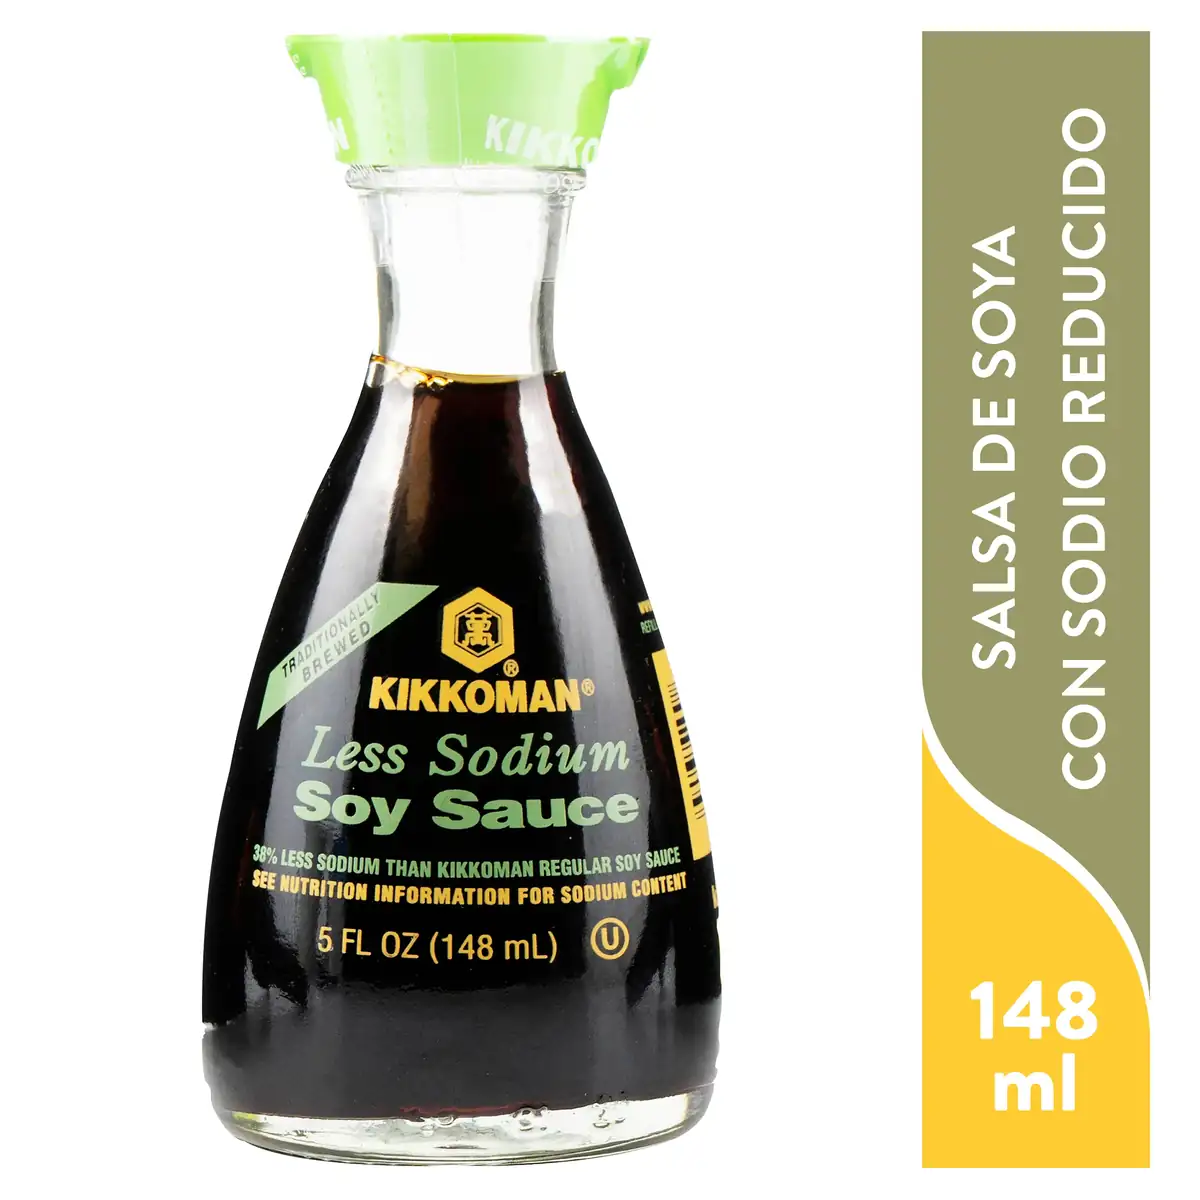 KIKKO
TRADITIONALLY
BREWED
KIKKOMAN®
Less Sodium
Soy Sauce
38% LESS SODIUM THAN KIKKOMAN REGULAR SOY SAUCE
SEE NUTRITION INFORMATION FOR SODIUM CONTENT
5 FL OZ (148 mL) U
SALSA DE SOYA
CON SODIO REDUCIDO
148
ml